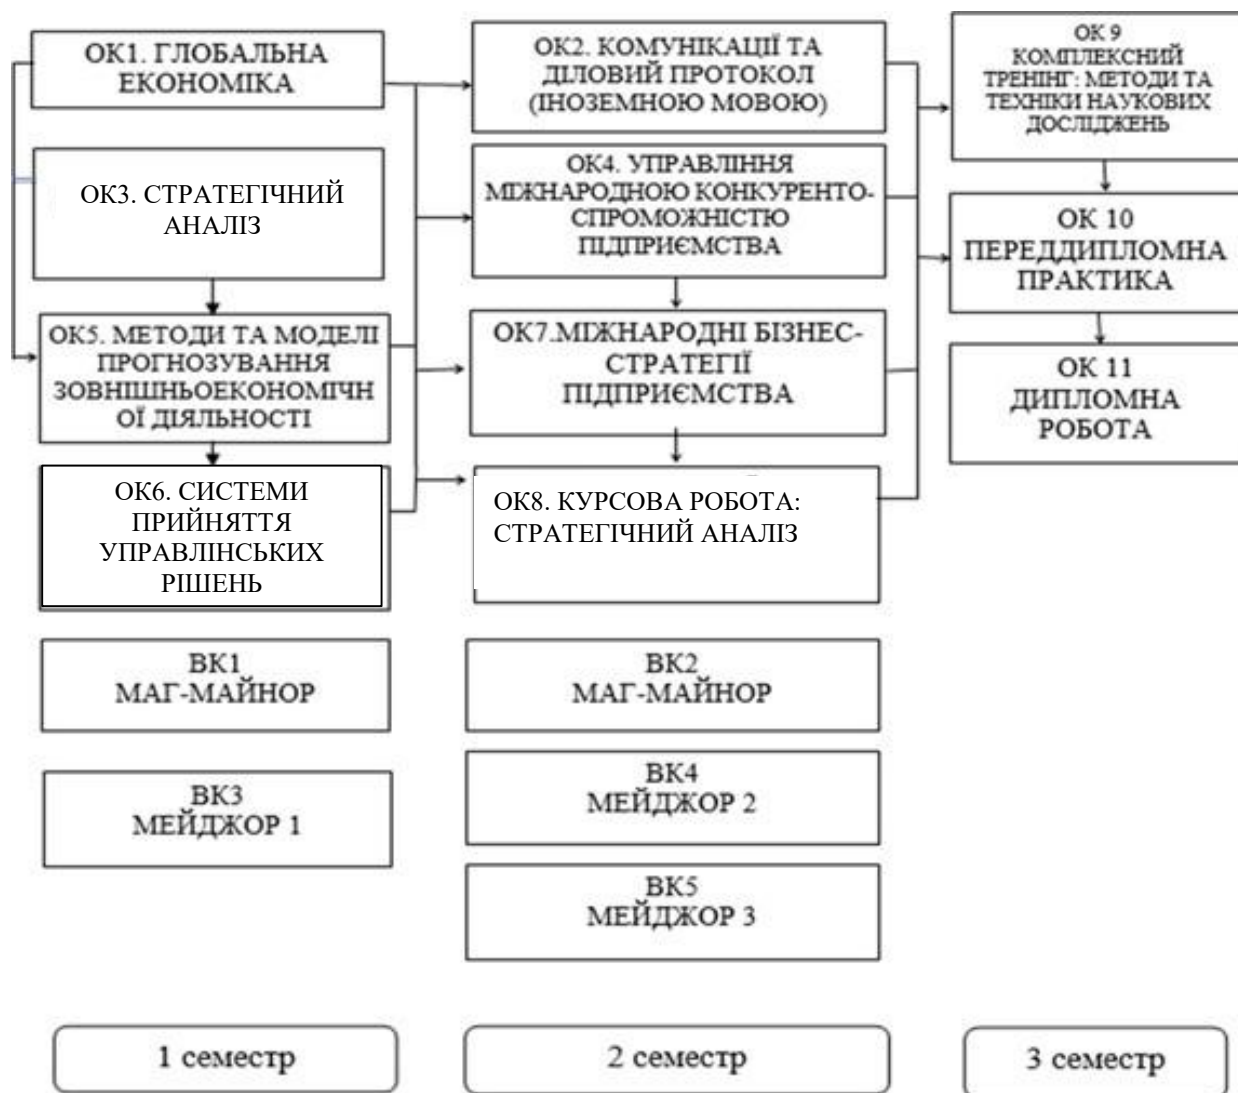 ОК1. ГЛОБАЛЬНА
ЕКОНОМІКА
ОК3. СТРАТЕГІЧНИЙ
АНАЛІЗ
ОК5. МЕТОДИ ТА МОДЕЛІ
ПРОГНОЗУВАННЯ
ЗОВНІШНЬОЕКОНОМІЧН
ОЇ ДІЯЛЬНОСТІ
ОК6. СИСТЕМИ
ПРИЙНЯТТЯ
УПРАВЛІНСЬКИХ
РІШЕНЬ
ВК1
МАГ-МАЙНОР
ВК3
МЕЙДЖОР 1
1 семестр
ОК2. КОМУНІКАЦІЇ ТА
ДІЛОВИЙ ПРОТОКОЛ
(ІНОЗЕМНОЮ МОВОЮ)
ОК4. УПРАВЛІННЯ
МІЖНАРОДНОЮ КОНКУРЕНТО-
СПРОМОЖНІСТЮ
ПІДПРИЄМСТВА
ОК7.МІЖНАРОДНІ БІЗНЕС-
СТРАТЕГІЇ
ПІДПРИЄМСТВА
ОК8. КУРСОВА РОБОТА:
СТРАТЕГІЧНИЙ АНАЛІЗ
ВК2
МАГ-МАЙНОР
ВК4
МЕЙДЖОР 2
ВК5
МЕЙДЖОР 3
2 семестр
ОК 9
КОМПЛЕКСНИЙ
ТРЕНІНГ: МЕТОДИ ТА
ТЕХНІКИ НАУКОВИХ
ДОСЛІДЖЕНЬ
ОК 10
ПЕРЕДДИПЛОМНА
ПРАКТИКА
ОК 11
ДИПЛОМНА
РОБОТА
3 семестр